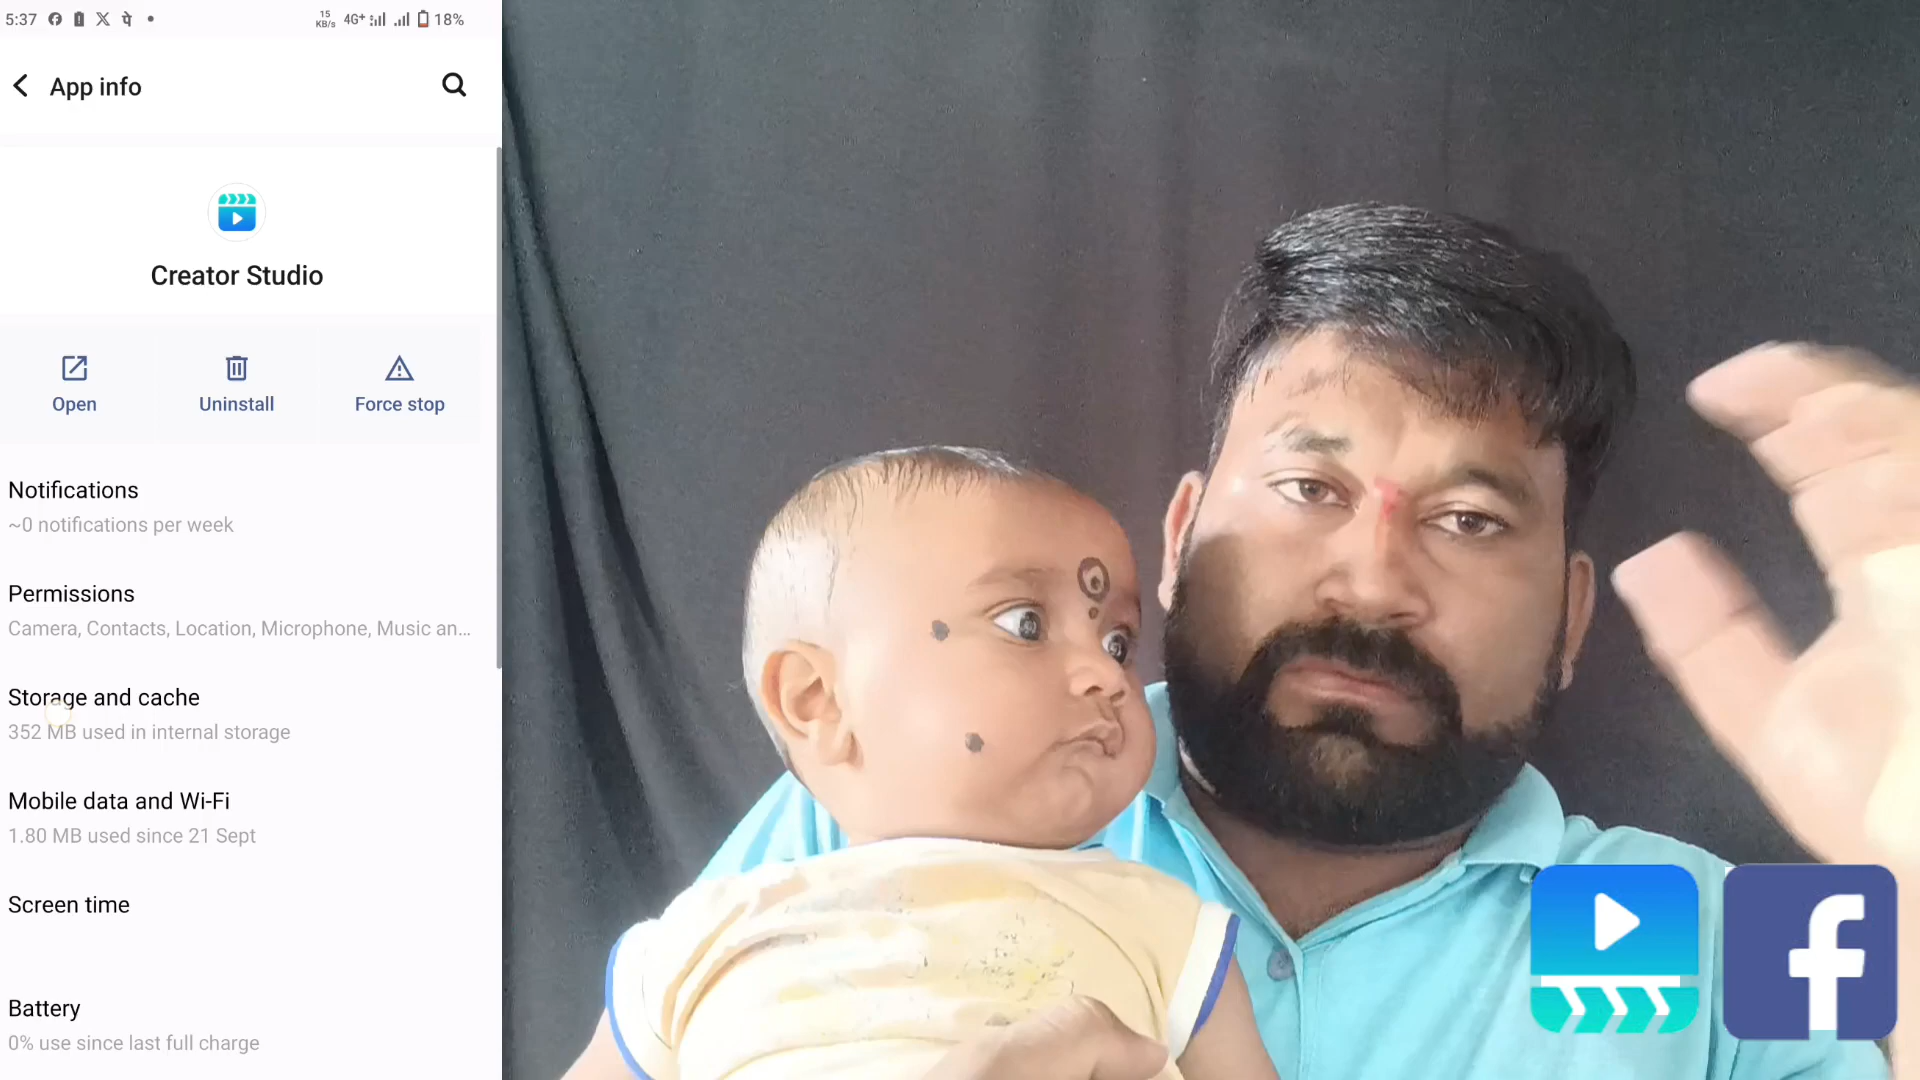 5:37 पे 15 KB/s 4G+ 18%
App info
Creator Studio
Open Uninstall Force stop
Notifications
~0 notifications per week
Permissions
Camera, Contacts, Location, Microphone, Music an...
Storage and cache
352 MB used in internal storage
Mobile data and Wi-Fi
1.80 MB used since 21 Sept
Screen time
Battery
0% use since last full charge